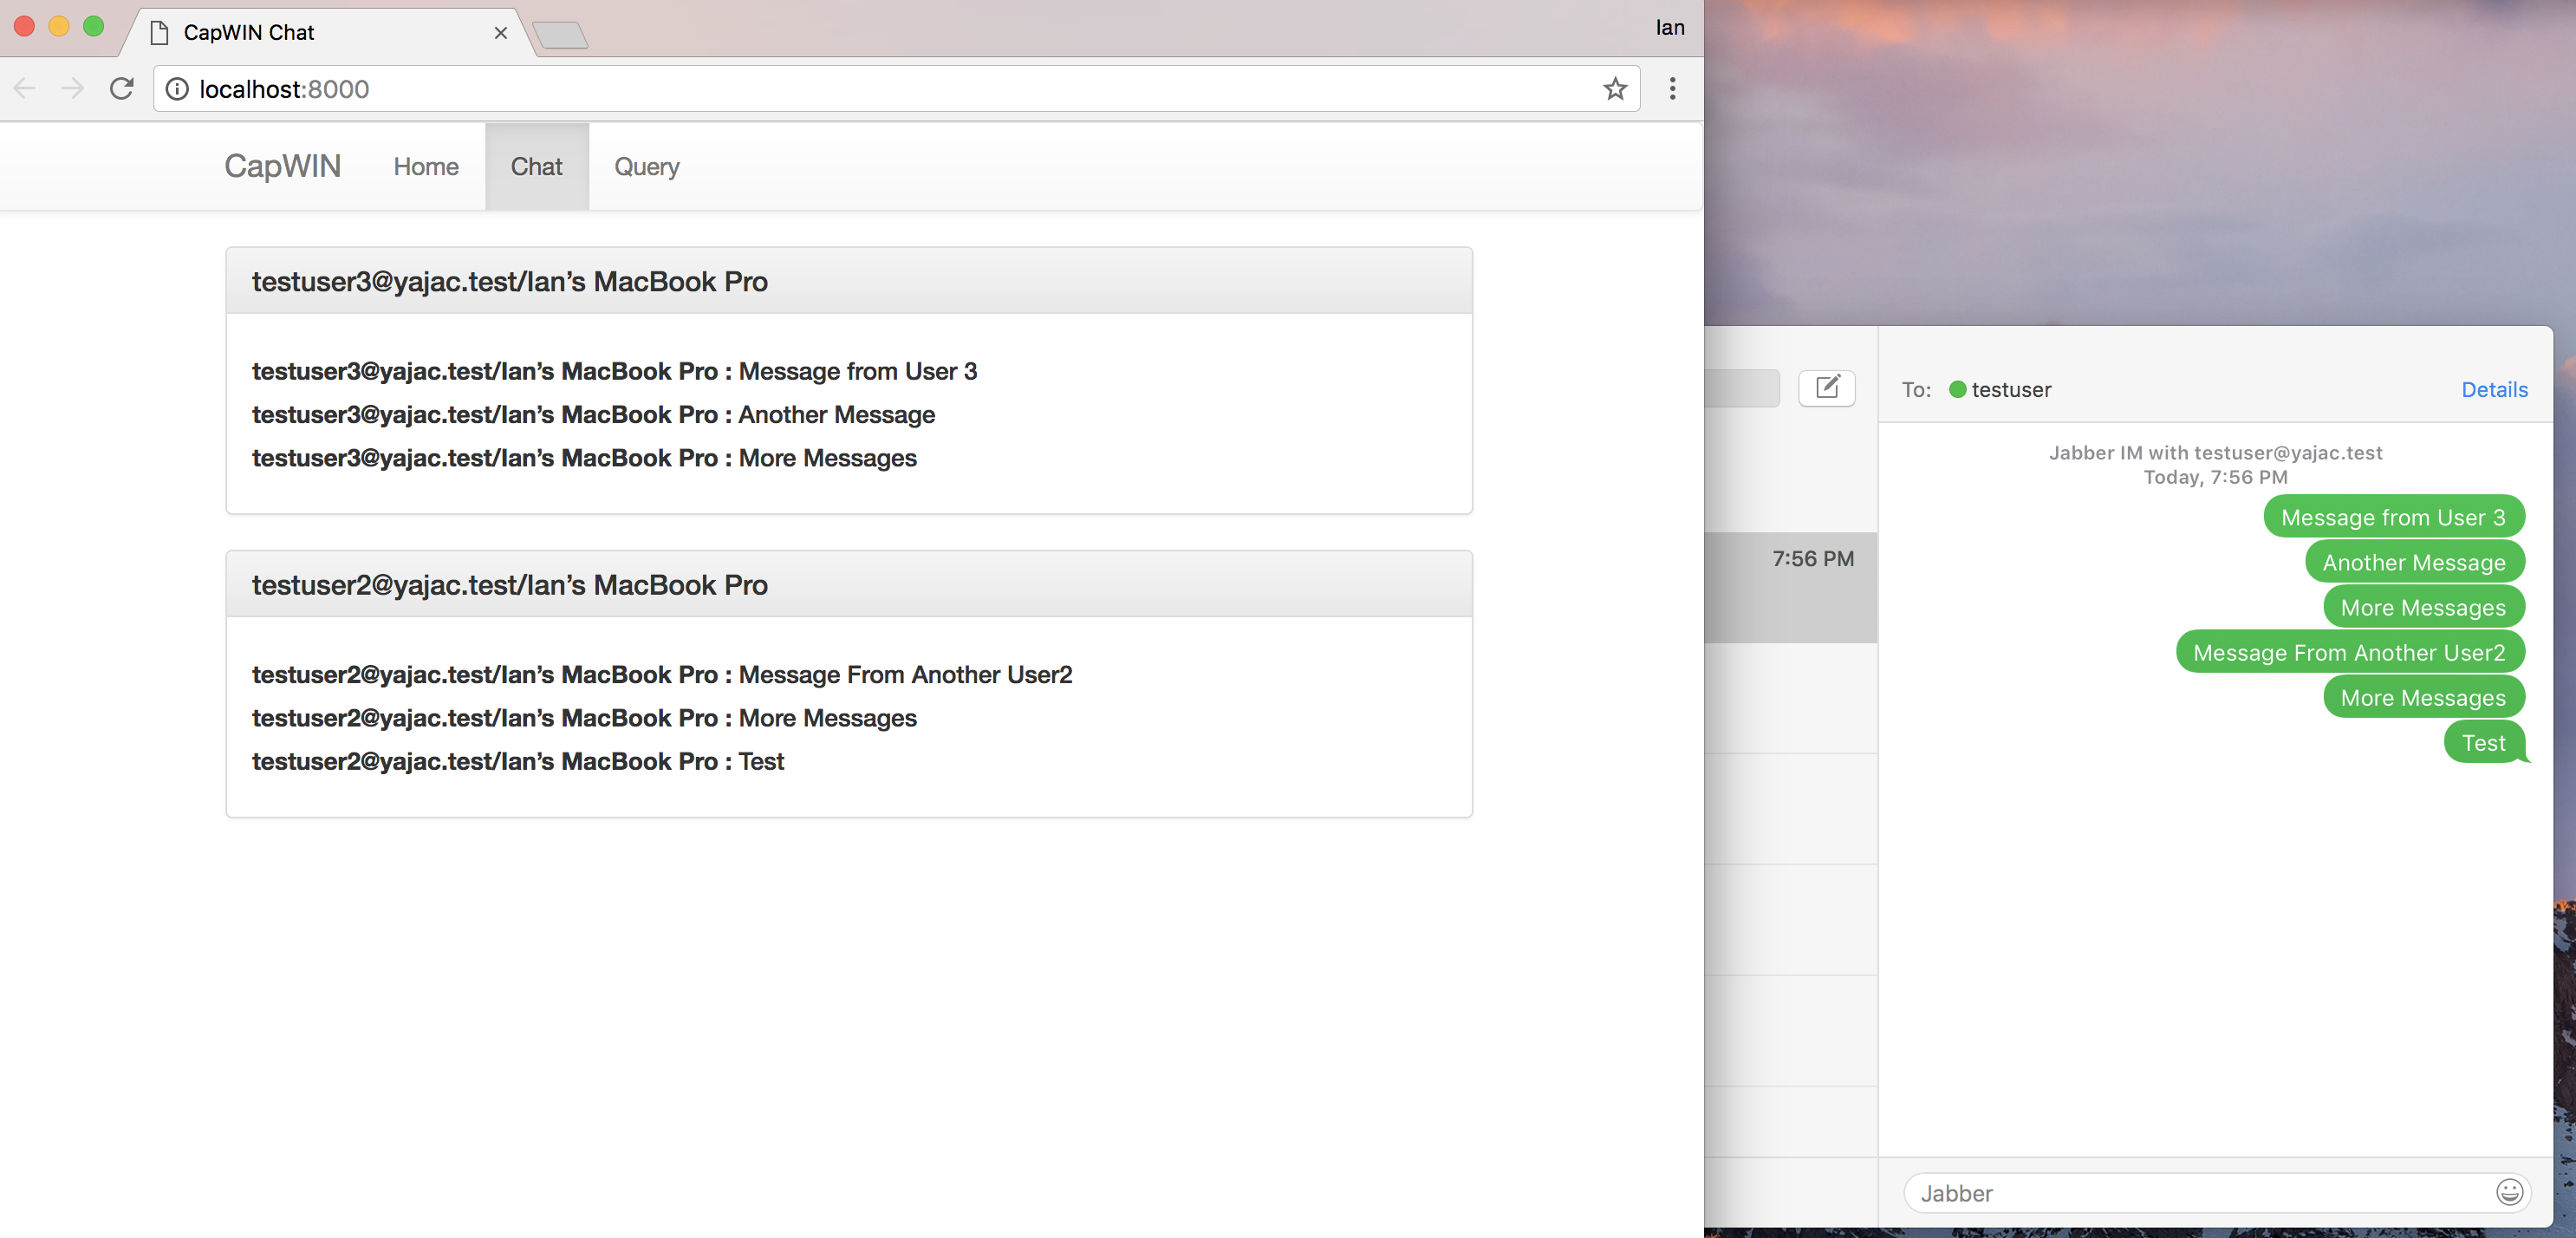 CapWIN Chat
Ian
localhost:8000
CapWIN Home Chat Query
testuser3@yajac.test/Ian’s MacBook Pro
testuser3@yajac.test/Ian’s MacBook Pro : Message from User 3
testuser3@yajac.test/Ian’s MacBook Pro : Another Message
testuser3@yajac.test/Ian’s MacBook Pro : More Messages
testuser2@yajac.test/Ian’s MacBook Pro
testuser2@yajac.test/Ian’s MacBook Pro : Message From Another User2
testuser2@yajac.test/Ian’s MacBook Pro : More Messages
testuser2@yajac.test/Ian’s MacBook Pro : Test
7:56 PM
To: testuser Details
Jabber IM with testuser@yajac.test
Today, 7:56 PM
Message from User 3
Another Message
More Messages
Message From Another User2
More Messages
Test
Jabber